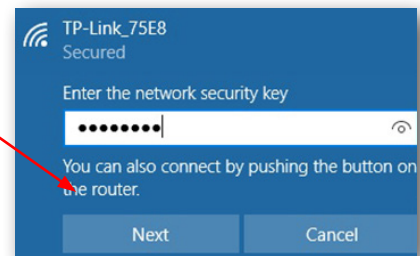 TP-Link_75E8
Secured
Enter the network security key
You can also connect by pushing the button on
the router.
Next Cancel